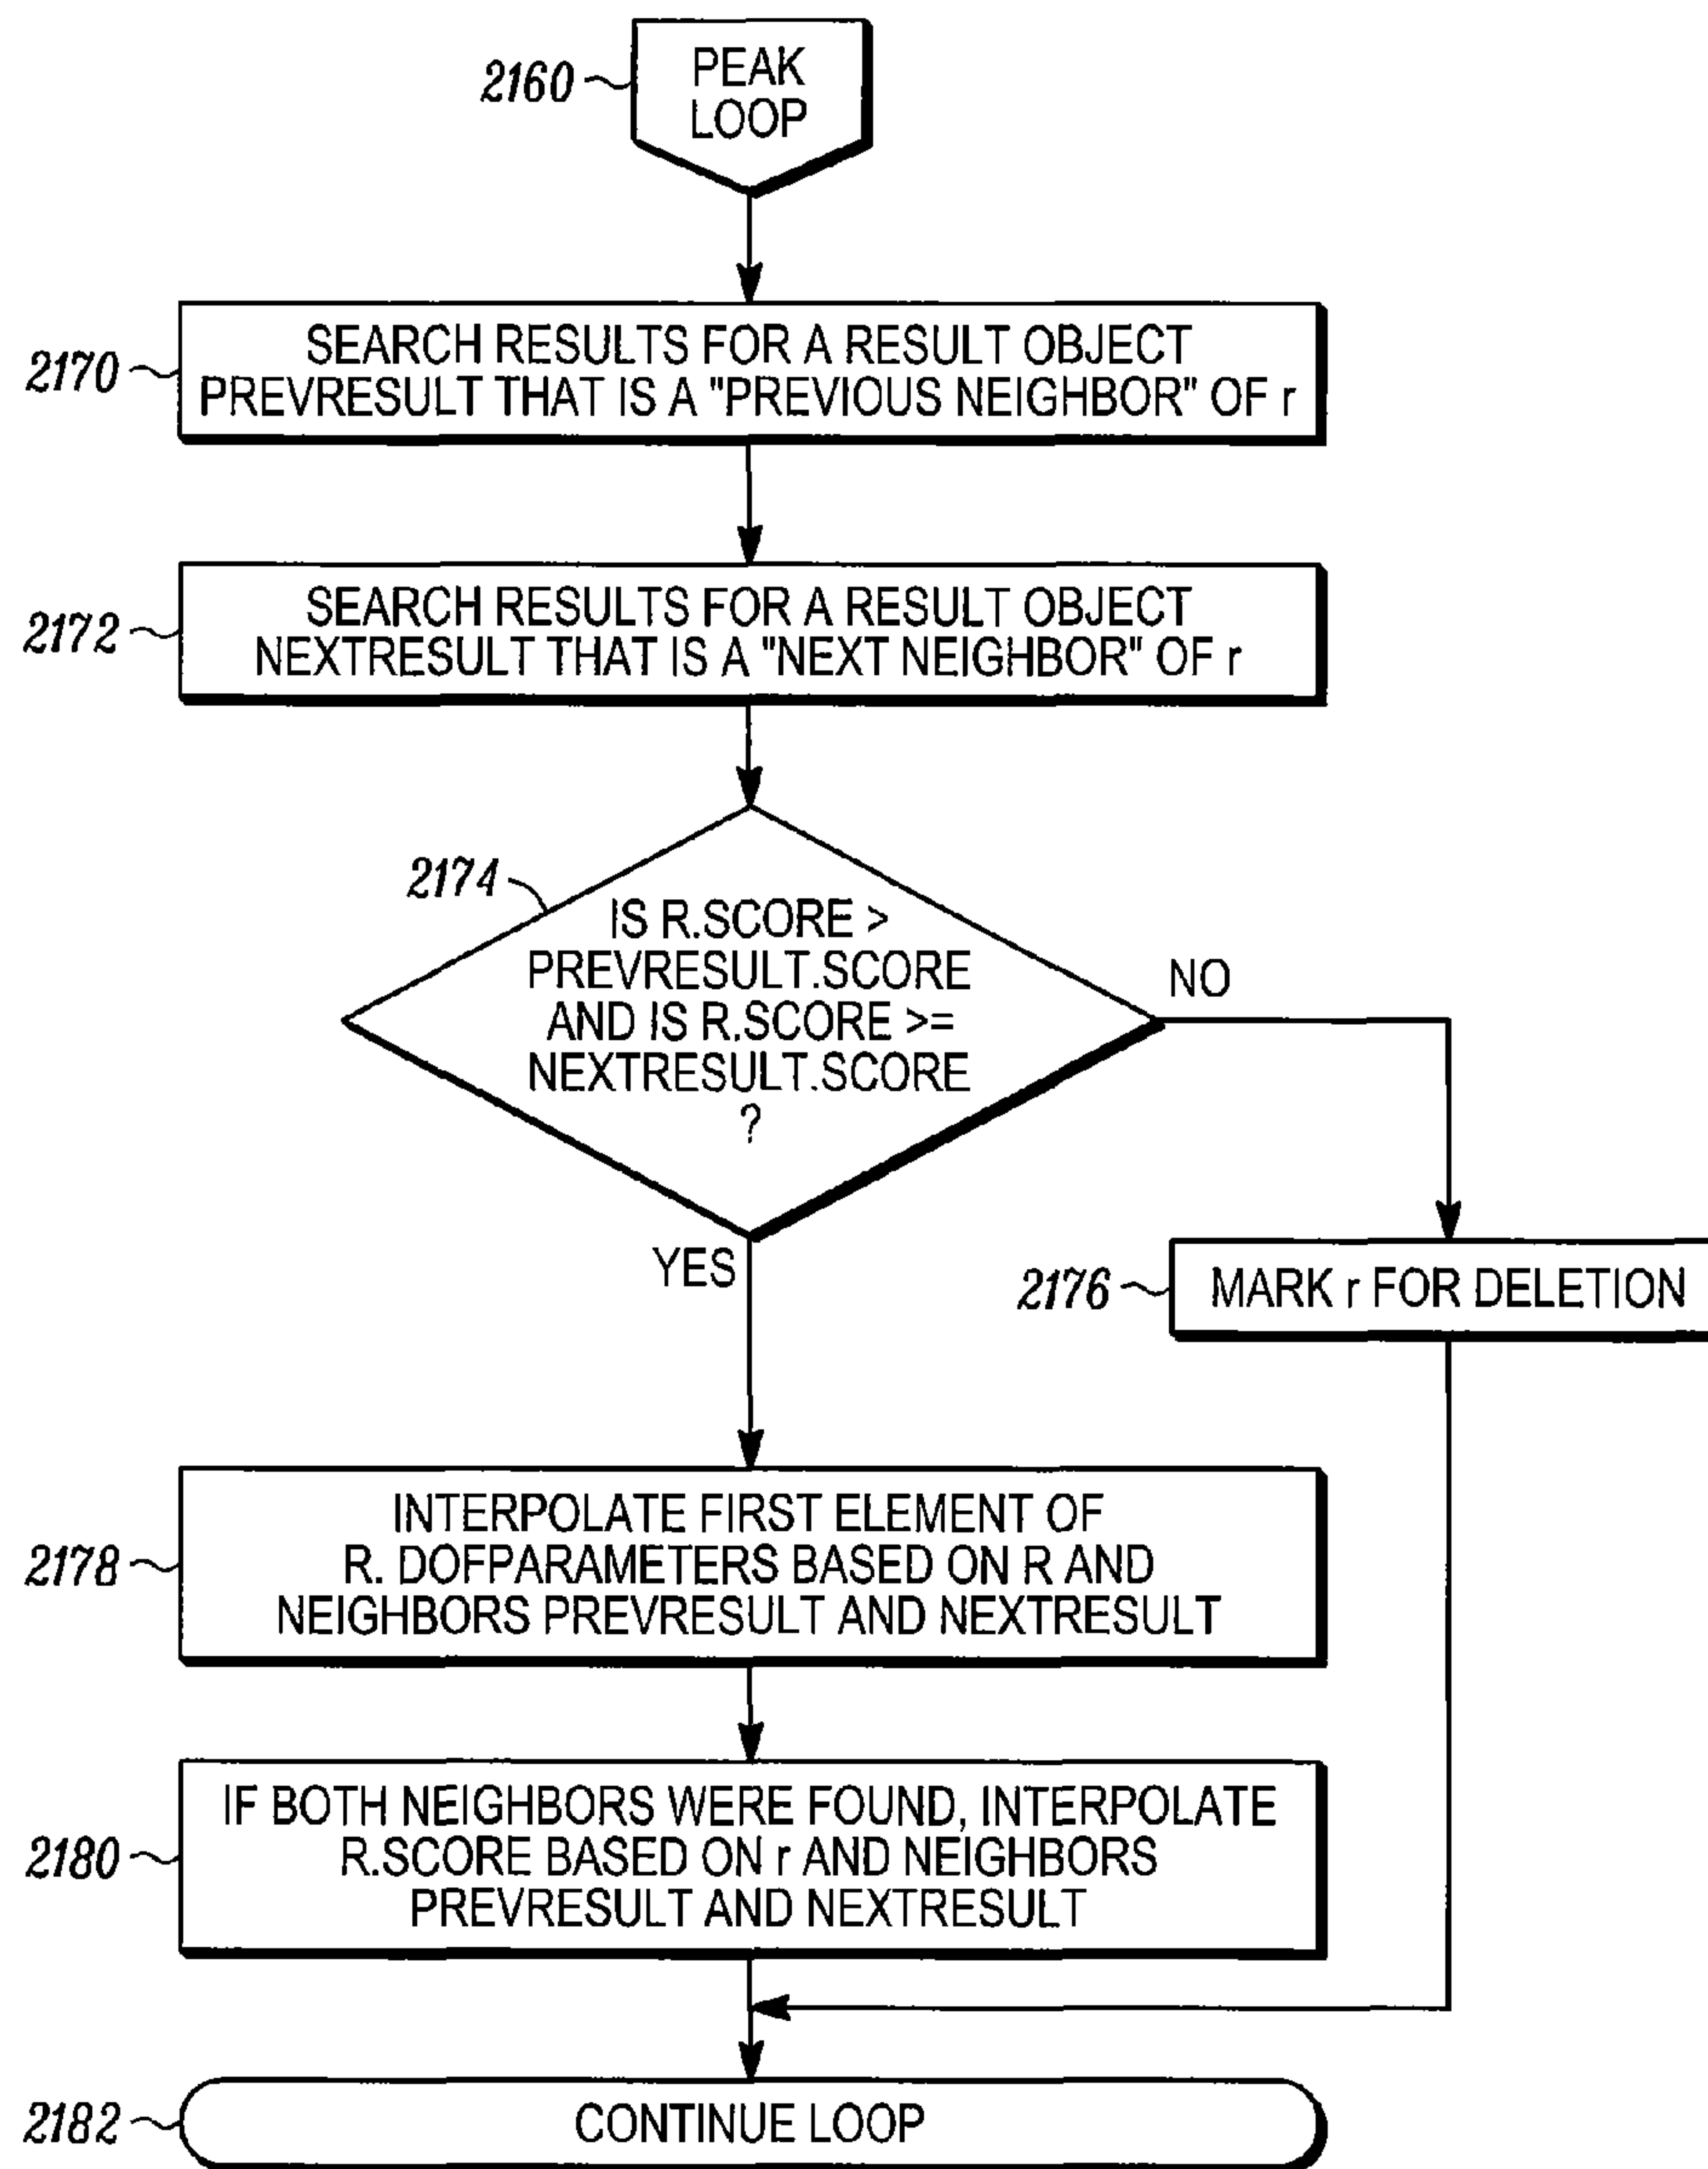 2160
PEAK
LOOP
2170
SEARCH RESULTS FOR A RESULT OBJECT
PREVRESULT THAT IS A "PREVIOUS NEIGHBOR" OF r
2172
SEARCH RESULTS FOR A RESULT OBJECT
NEXTRESULT THAT IS A "NEXT NEIGHBOR" OF r
2174
IS R.SCORE >
PREVRESULT.SCORE
AND IS R.SCORE >=
NEXTRESULT.SCORE
?
NO
YES
2176
MARK r FOR DELETION
2178
INTERPOLATE FIRST ELEMENT OF
R. DOFPARAMETERS BASED ON R AND
NEIGHBORS PREVRESULT AND NEXTRESULT
2180
IF BOTH NEIGHBORS WERE FOUND, INTERPOLATE
R.SCORE BASED ON r AND NEIGHBORS
PREVRESULT AND NEXTRESULT
2182
CONTINUE LOOP